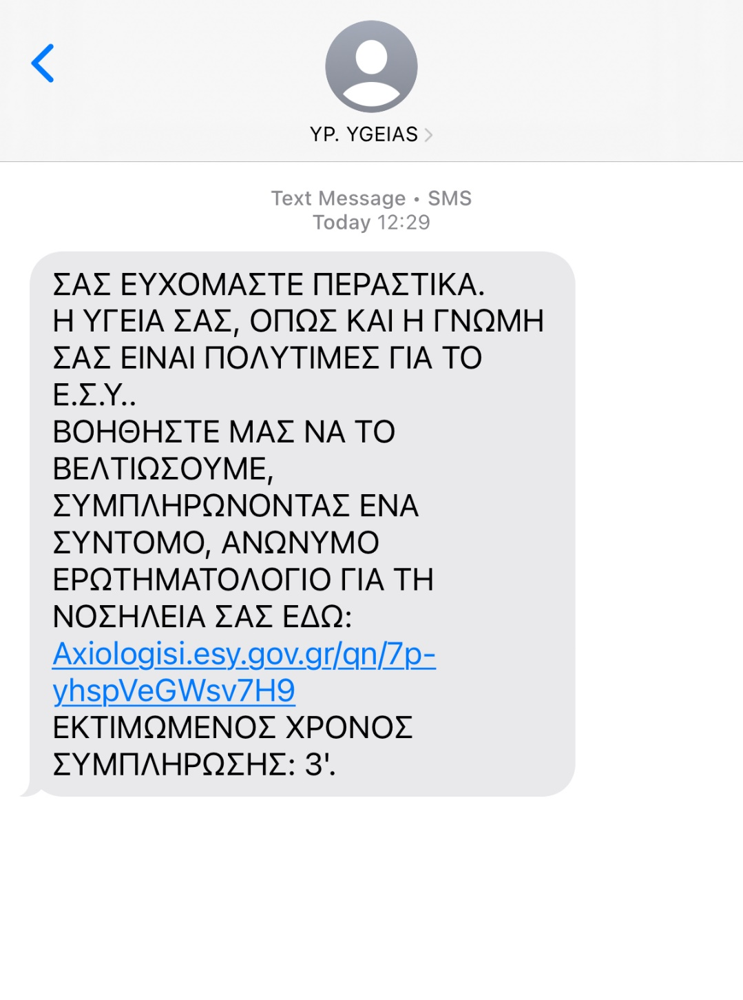 YP. YGEIAS
Text Message • SMS
Today 12:29
ΣΑΣ ΕΥΧΟΜΑΣΤΕ ΠΕΡΑΣΤΙΚΑ.
Η ΥΓΕΙΑ ΣΑΣ, ΟΠΩΣ ΚΑΙ Η ΓΝΩΜΗ
ΣΑΣ ΕΙΝΑΙ ΠΟΛΥΤΙΜΕΣ ΓΙΑ ΤΟ
Ε.Σ.Υ..
ΒΟΗΘΗΣΤΕ ΜΑΣ ΝΑ ΤΟ
ΒΕΛΤΙΩΣΟΥΜΕ,
ΣΥΜΠΛΗΡΩΝΟΝΤΑΣ ΕΝΑ
ΣΥΝΤΟΜΟ, ΑΝΩΝΥΜΟ
ΕΡΩΤΗΜΑΤΟΛΟΓΙΟ ΓΙΑ ΤΗ
ΝΟΣΗΛΕΙΑ ΣΑΣ ΕΔΩ:
Axiologisi.esy.gov.gr/qn/7p-
yhspVeGWsv7H9
ΕΚΤΙΜΩΜΕΝΟΣ ΧΡΟΝΟΣ
ΣΥΜΠΛΗΡΩΣΗΣ: 3'.